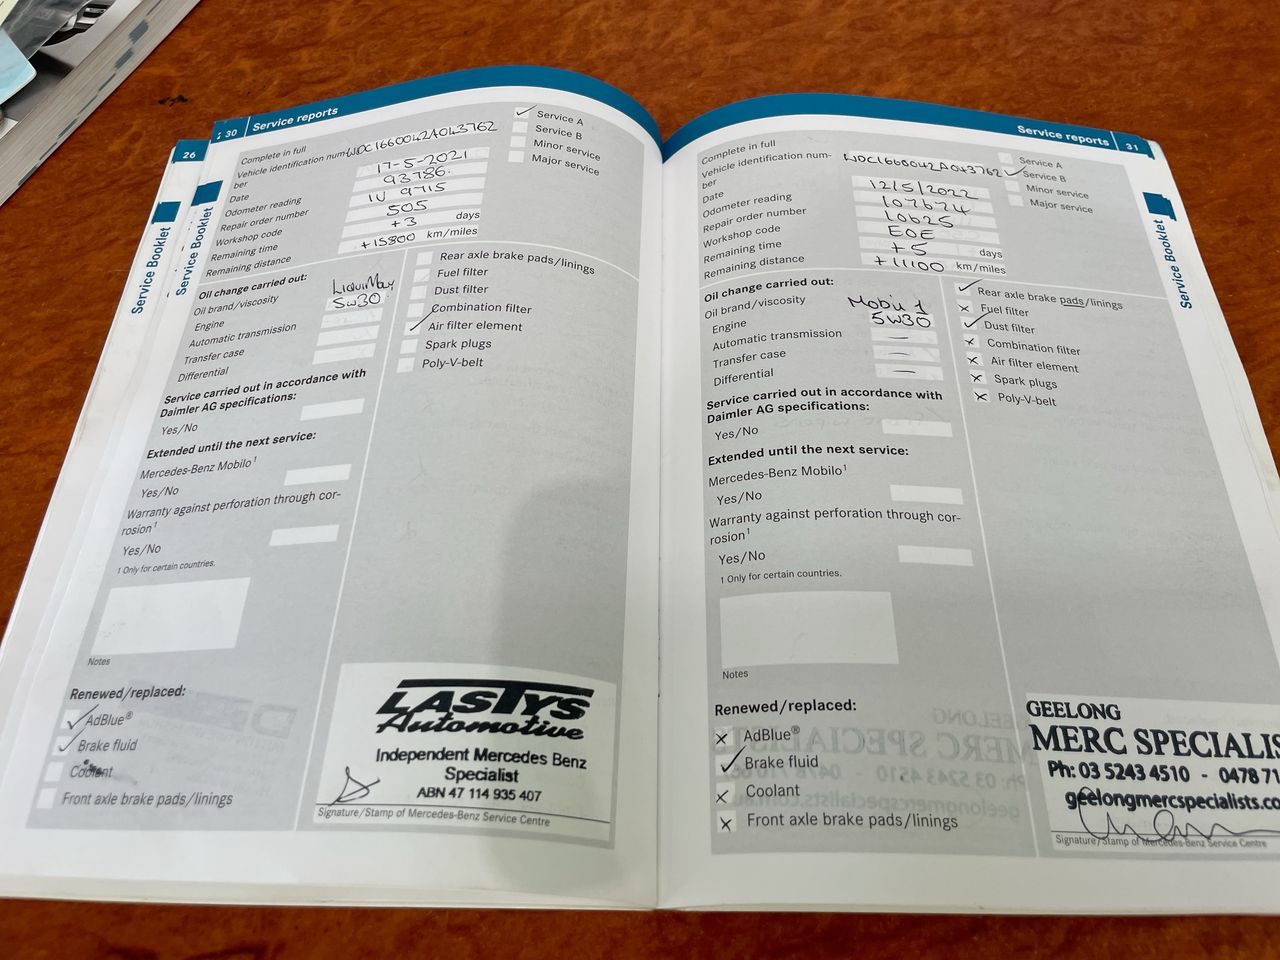 30 Service reports
26
Service Booklet
Service Booklet
Complete in full
Vehicle identification num-
ber
WDC1660042A043762
Date 17-5-2021
Odometer reading 93786.
Repair order number IV 9715
Workshop code 505
Remaining time +3 days
Remaining distance +15800 km/miles
✓ Service A
Service B
Minor service
Major service
Oil change carried out:
Oil brand/viscosity Liqui Moly
Engine 5W30
Automatic transmission
Transfer case
Differential
Rear axle brake pads/linings
Fuel filter
Dust filter
Combination filter
✓ Air filter element
Spark plugs
Poly-V-belt
Service carried out in accordance with
Daimler AG specifications:
Yes/No
Extended until the next service:
Mercedes-Benz Mobilo¹
Yes/No
Warranty against perforation through cor-
rosion¹
Yes/No
1 Only for certain countries.
Notes
Renewed/replaced:
✓ AdBlue®
✓ Brake fluid
Coolant
Front axle brake pads/linings
LASTYS
Automotive
Independent Mercedes Benz
Specialist
ABN 47 114 935 407
Signature/Stamp of Mercedes-Benz Service Centre
Service reports 31
Service Booklet
Complete in full
Vehicle identification num-
ber
WDC1660042A043762
Date 12/5/2022
Odometer reading 107674
Repair order number 10625
Workshop code EOE
Remaining time +5 days
Remaining distance +11100 km/miles
Service A
✓ Service B
Minor service
Major service
Oil change carried out:
Oil brand/viscosity Mobil 1
Engine 5W30
Automatic transmission —
Transfer case —
Differential —
✓ Rear axle brake pads/linings
× Fuel filter
✓ Dust filter
× Combination filter
× Air filter element
× Spark plugs
× Poly-V-belt
Service carried out in accordance with
Daimler AG specifications:
Yes/No
Extended until the next service:
Mercedes-Benz Mobilo¹
Yes/No
Warranty against perforation through cor-
rosion¹
Yes/No
1 Only for certain countries.
Notes
Renewed/replaced:
× AdBlue®
✓ Brake fluid
× Coolant
× Front axle brake pads/linings
GEELONG
MERC SPECIALIS
Ph: 03 5243 4510 - 0478 71
geelongmercspecialists.co
Signature/Stamp of Mercedes-Benz Service Centre